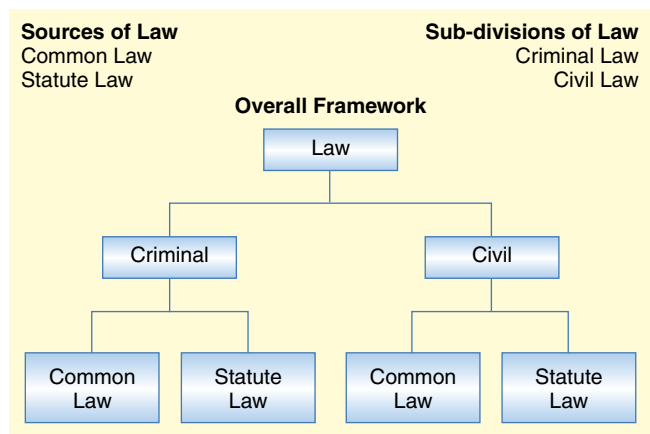 Sources of Law
Common Law
Statute Law
Sub-divisions of Law
Criminal Law
Civil Law
Overall Framework
Law
Criminal
Civil
Common
Law
Statute
Law
Common
Law
Statute
Law